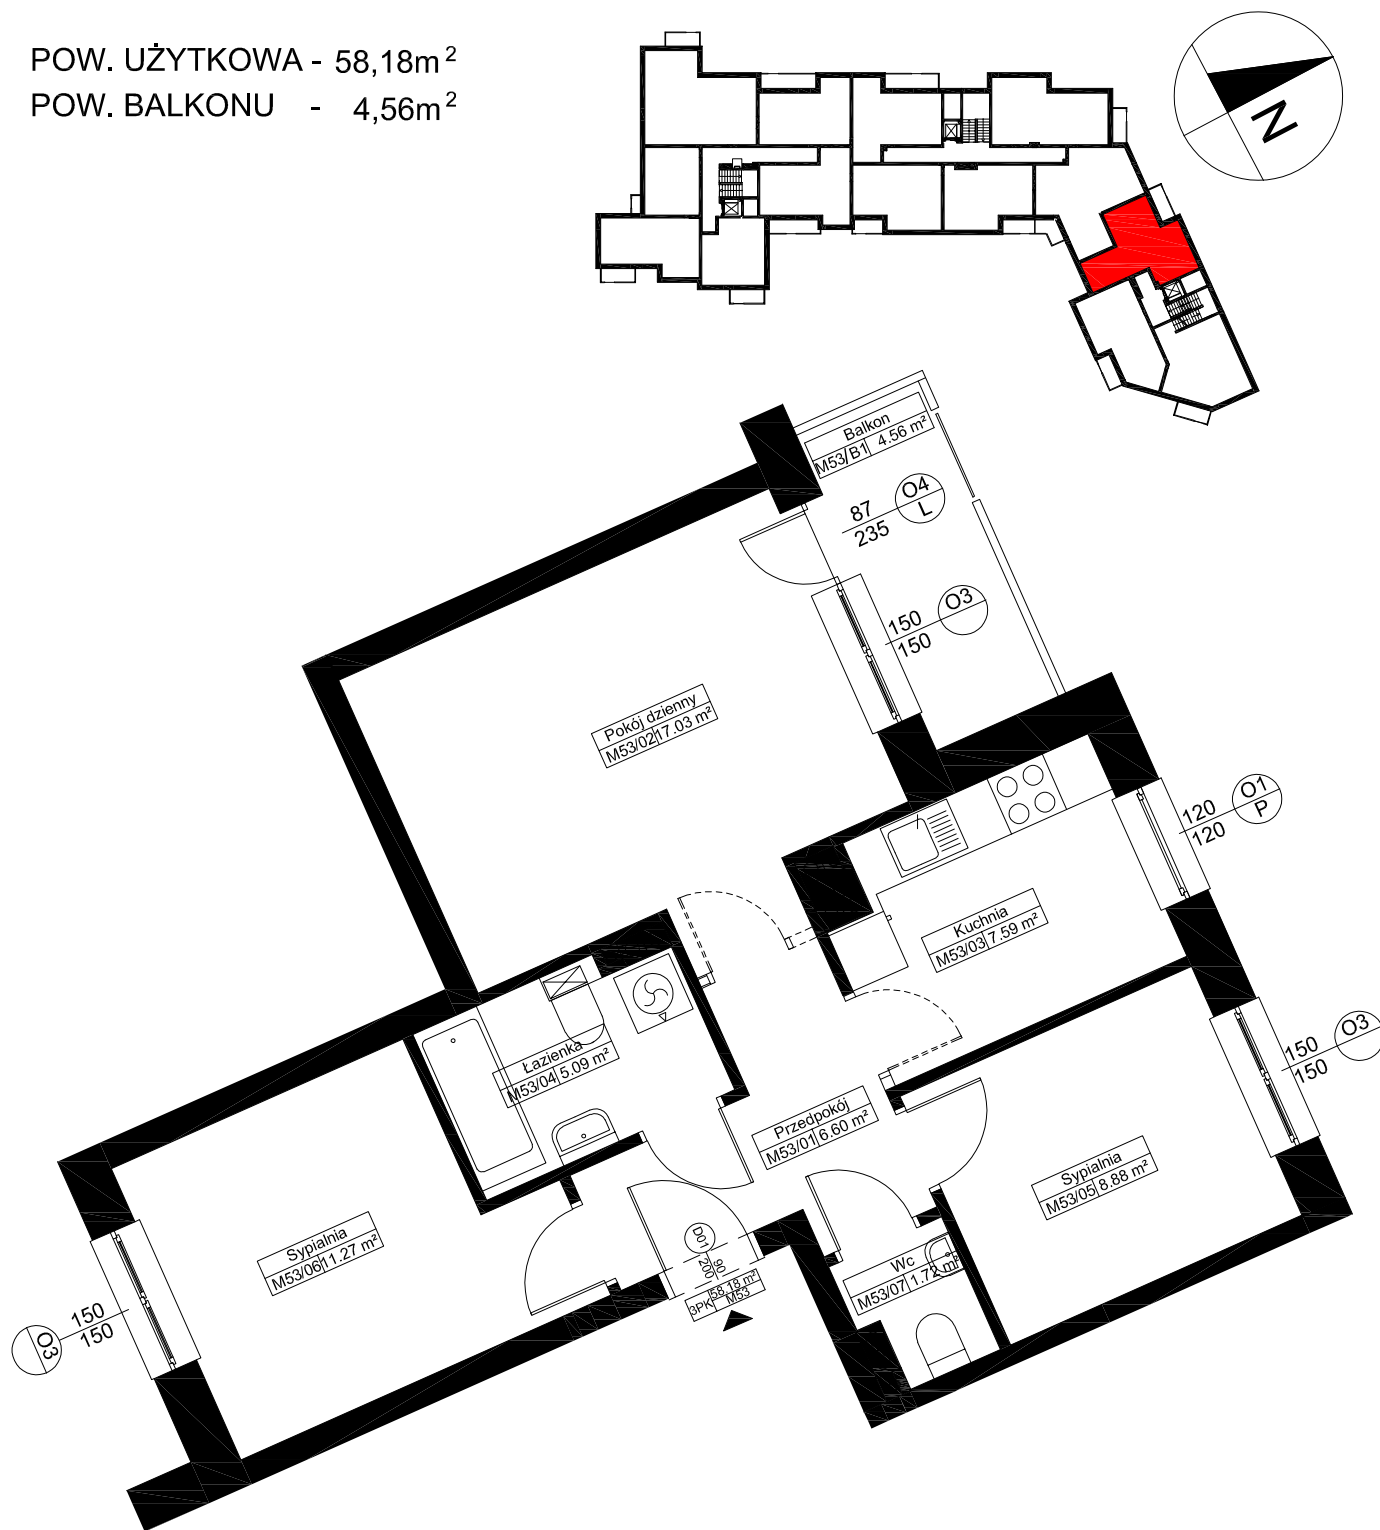 POW. UŻYTKOWA - 58,18m²
POW. BALKONU - 4,56m²
N
Balkon
M53/B1 4.56 m²
87
235
O4
L
150
150
O3
Pokój dzienny
M53/02 17.03 m²
120
120
O1
P
Kuchnia
M53/03 7.59 m²
150
150
O3
Łazienka
M53/04 5.09 m²
Przedpokój
M53/01 6.60 m²
Sypialnia
M53/05 8.88 m²
Sypialnia
M53/06 11.27 m²
D01
90
200
Wc
M53/07 1.72 m²
3PK 58.18 m²
M53
150
150
O3